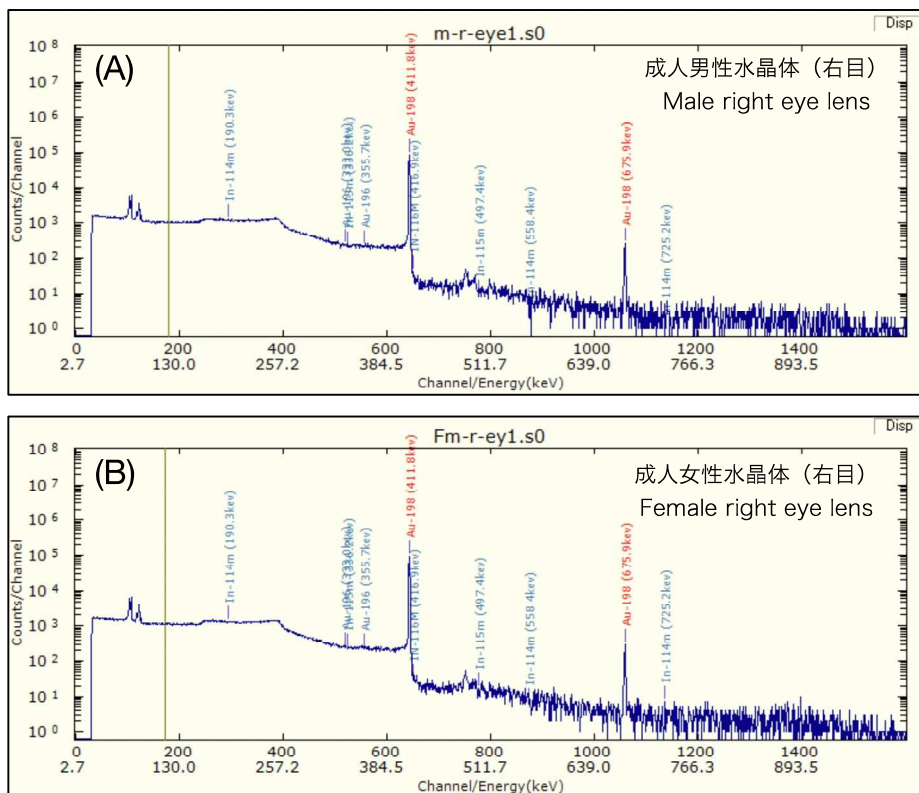 m-r-eye1.s0
Disp
(A)
成人男性水晶体（右目）
Male right eye lens
Counts/Channel
10^8
10^7
10^6
10^5
10^4
10^3
10^2
10^1
10^0
In-114m (190.3kev)
Au-196 (355.7kev)
Au-198 (411.8kev)
IN-116M (416.9kev)
In-115m (497.4kev)
In-114m (558.4kev)
Au-198 (675.9kev)
114m (725.2kev)
0 200 400 600 800 1000 1200 1400
2.7 130.0 257.2 384.5 511.7 639.0 766.3 893.5
Channel/Energy(keV)
Fm-r-ey1.s0
Disp
(B)
成人女性水晶体（右目）
Female right eye lens
Counts/Channel
10^8
10^7
10^6
10^5
10^4
10^3
10^2
10^1
10^0
In-114m (190.3kev)
Au-196 (355.7kev)
Au-198 (411.8kev)
IN-116M (416.9kev)
In-115m (497.4kev)
In-114m (558.4kev)
Au-198 (675.9kev)
In-114m (725.2kev)
0 200 400 600 800 1000 1200 1400
2.7 130.0 257.2 384.5 511.7 639.0 766.3 893.5
Channel/Energy(keV)